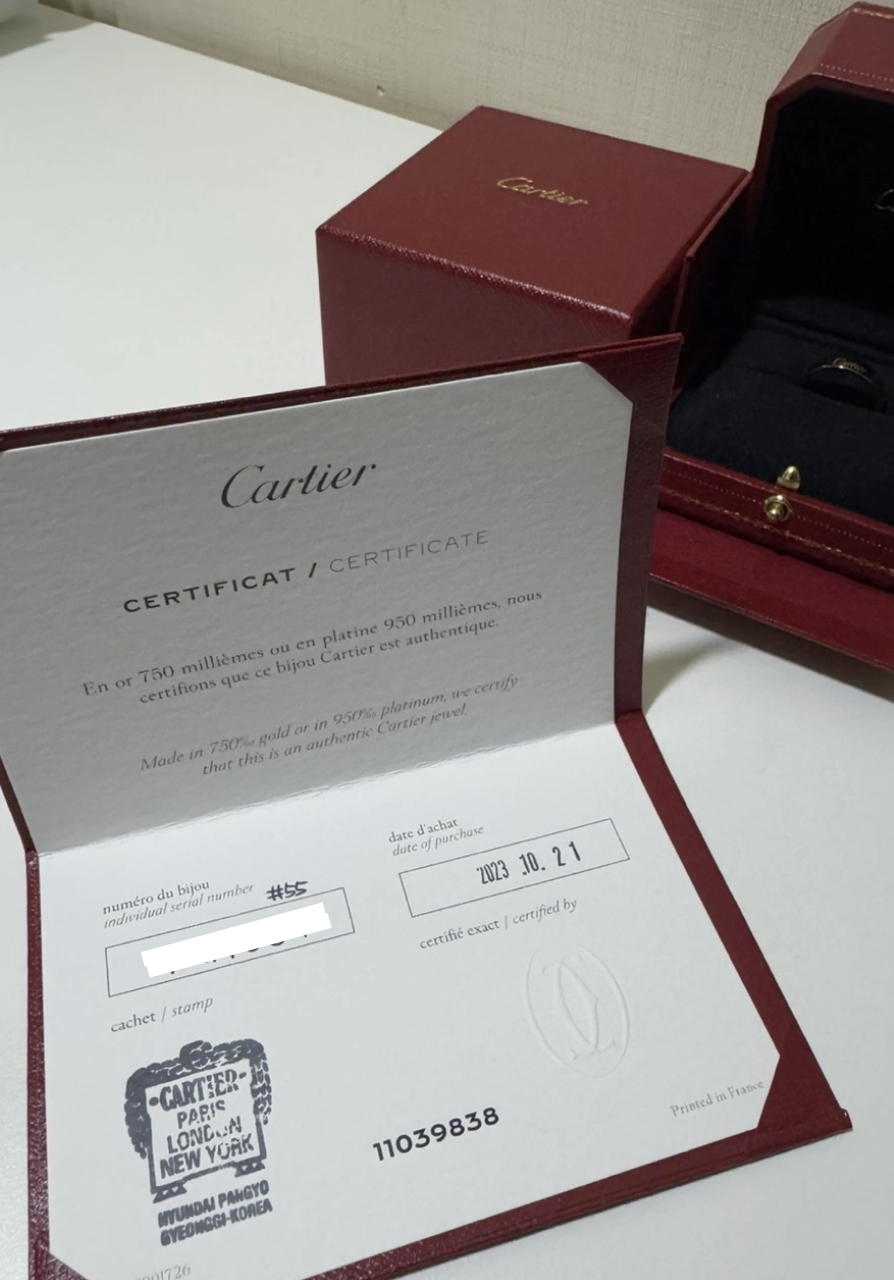 Cartier
Cartier
CERTIFICAT / CERTIFICATE
En or 750 millièmes ou en platine 950 millièmes, nous
certifions que ce bijou Cartier est authentique.
Made in 750‰ gold or in 950‰ platinum, we certify
that this is an authentic Cartier jewel.
numéro du bijou
individual serial number #55
date d'achat
date of purchase
2023 .10. 21
certifié exact | certified by
cachet / stamp
CARTIER
PARIS
LONDON
NEW YORK
HYUNDAI PANGYO
GYEONGGI-KOREA
11039838
Printed in France